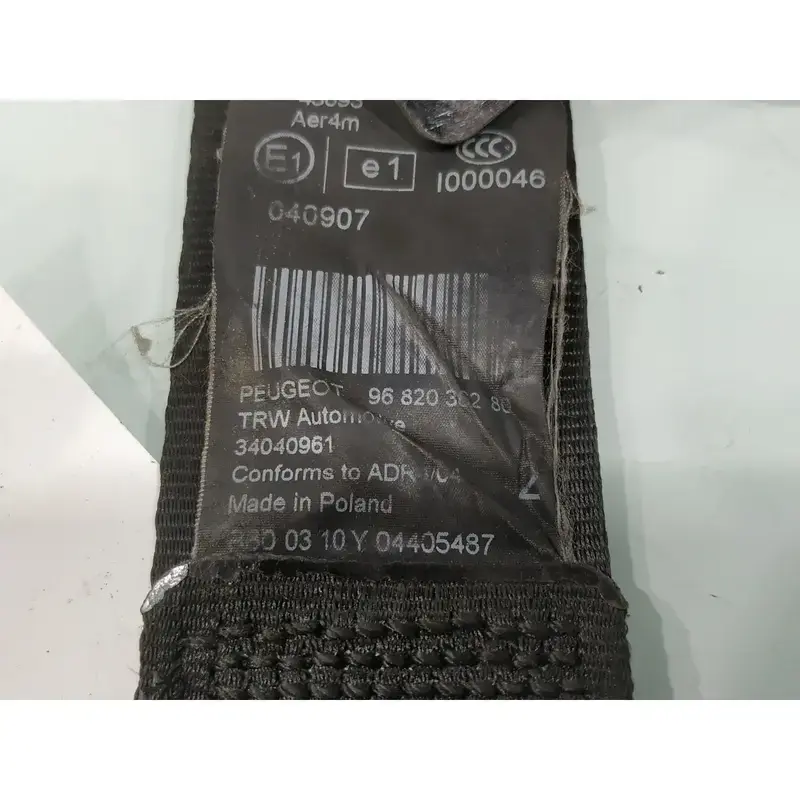 Aer4m
E1 e1 CCC
I000046
040907
PEUGEOT 96 820 302 80
TRW Automotive
34040961
Conforms to ADR
Z
Made in Poland
03 10 Y 04405487